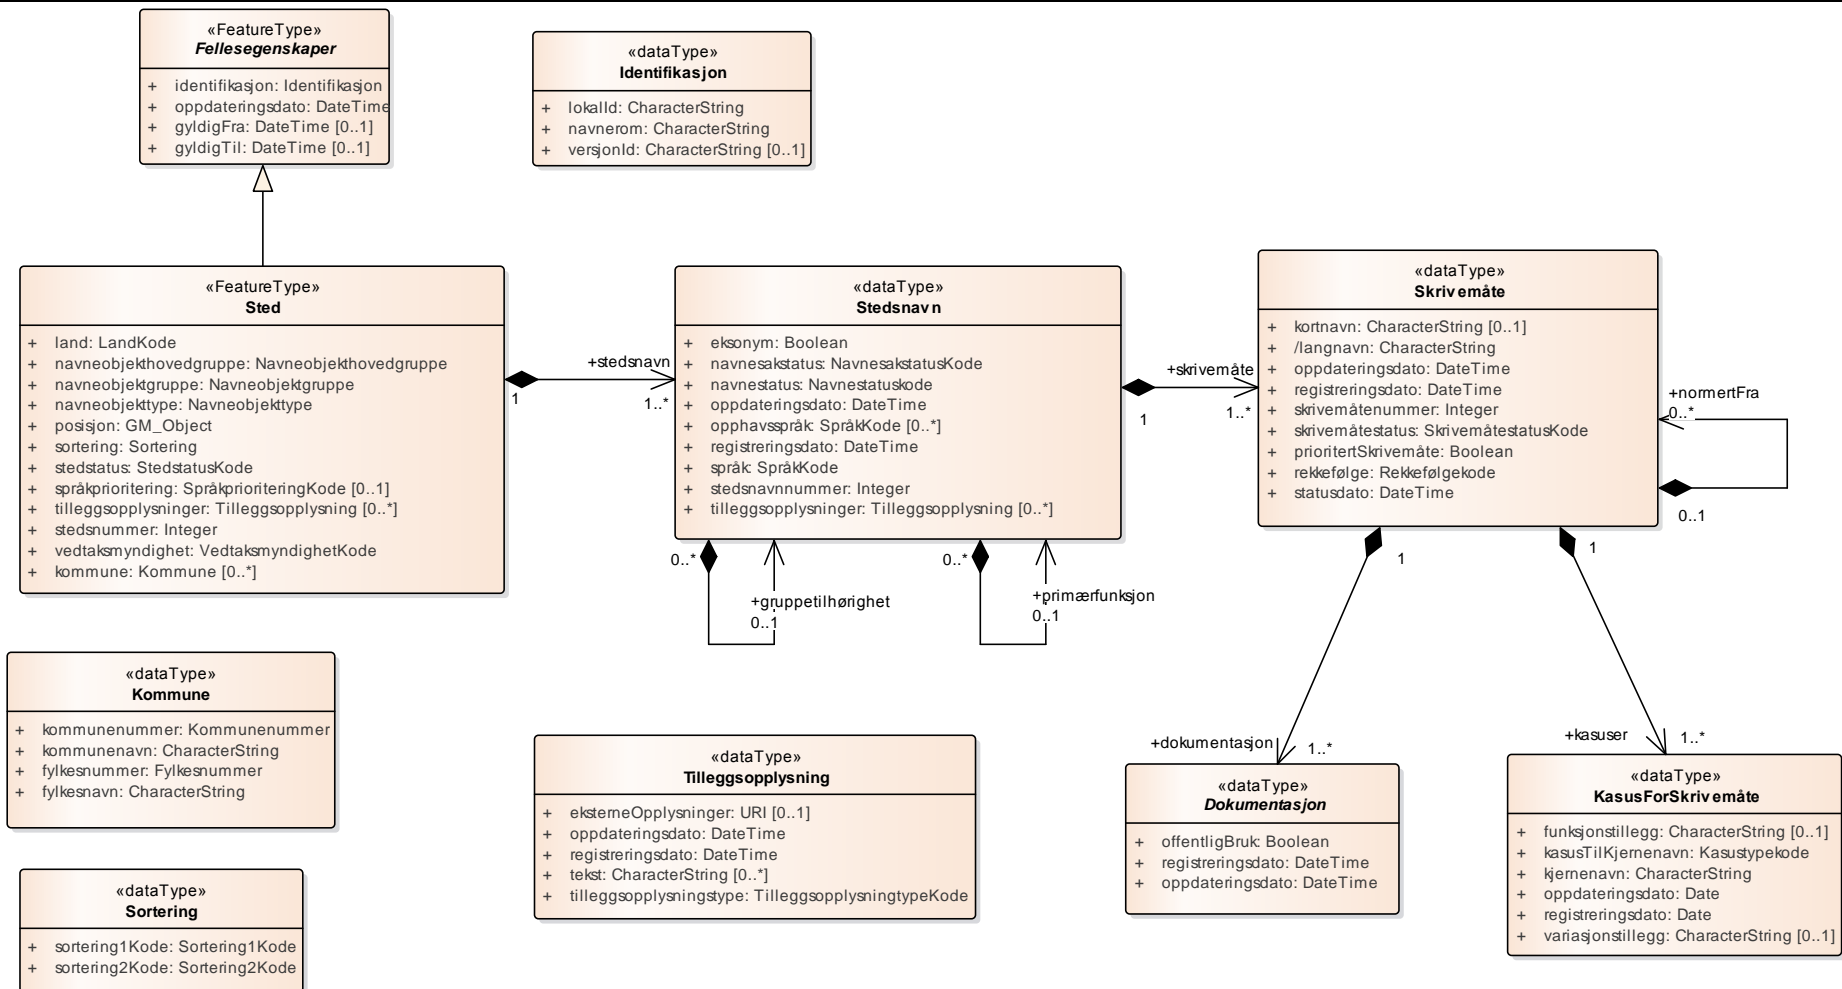 «FeatureType»
Fellesegenskaper
+ identifikasjon: Identifikasjon
+ oppdateringsdato: DateTime
+ gyldigFra: DateTime [0..1]
+ gyldigTil: DateTime [0..1]
«dataType»
Identifikasjon
+ lokalId: CharacterString
+ navnerom: CharacterString
+ versjonId: CharacterString [0..1]
«FeatureType»
Sted
+ land: LandKode
+ navneobjekthovedgruppe: Navneobjekthovedgruppe
+ navneobjektgruppe: Navneobjektgruppe
+ navneobjekttype: Navneobjekttype
+ posisjon: GM_Object
+ sortering: Sortering
+ stedstatus: StedstatusKode
+ språkprioritering: SpråkprioriteringKode [0..1]
+ tilleggsopplysninger: Tilleggsopplysning [0..*]
+ stedsnummer: Integer
+ vedtaksmyndighet: VedtaksmyndighetKode
+ kommune: Kommune [0..*]
+stedsnavn
1
1..*
«dataType»
Stedsnavn
+ eksonym: Boolean
+ navnesakstatus: NavnesakstatusKode
+ navnestatus: Navnestatuskode
+ oppdateringsdato: DateTime
+ opphavsspråk: SpråkKode [0..*]
+ registreringsdato: DateTime
+ språk: SpråkKode
+ stedsnavnnummer: Integer
+ tilleggsopplysninger: Tilleggsopplysning [0..*]
+skrivemåte
1
1..*
«dataType»
Skrivemåte
+ kortnavn: CharacterString [0..1]
+ /langnavn: CharacterString
+ oppdateringsdato: DateTime
+ registreringsdato: DateTime
+ skrivemåtenummer: Integer
+ skrivemåtestatus: SkrivemåtestatusKode
+ prioritertSkrivemåte: Boolean
+ rekkefølge: Rekkefølgekode
+ statusdato: DateTime
+normertFra
0..*
0..1
0..*
+gruppetilhørighet
0..1
0..*
+primærfunksjon
0..1
1
1
+dokumentasjon
1..*
+kasuser
1..*
«dataType»
Kommune
+ kommunenummer: Kommunenummer
+ kommunenavn: CharacterString
+ fylkesnummer: Fylkesnummer
+ fylkesnavn: CharacterString
«dataType»
Tilleggsopplysning
+ eksterneOpplysninger: URI [0..1]
+ oppdateringsdato: DateTime
+ registreringsdato: DateTime
+ tekst: CharacterString [0..*]
+ tilleggsopplysningstype: TilleggsopplysningtypeKode
«dataType»
Dokumentasjon
+ offentligBruk: Boolean
+ registreringsdato: DateTime
+ oppdateringsdato: DateTime
«dataType»
KasusForSkrivemåte
+ funksjonstillegg: CharacterString [0..1]
+ kasusTilKjernenavn: Kasustypekode
+ kjernenavn: CharacterString
+ oppdateringsdato: Date
+ registreringsdato: Date
+ variasjonstillegg: CharacterString [0..1]
«dataType»
Sortering
+ sortering1Kode: Sortering1Kode
+ sortering2Kode: Sortering2Kode